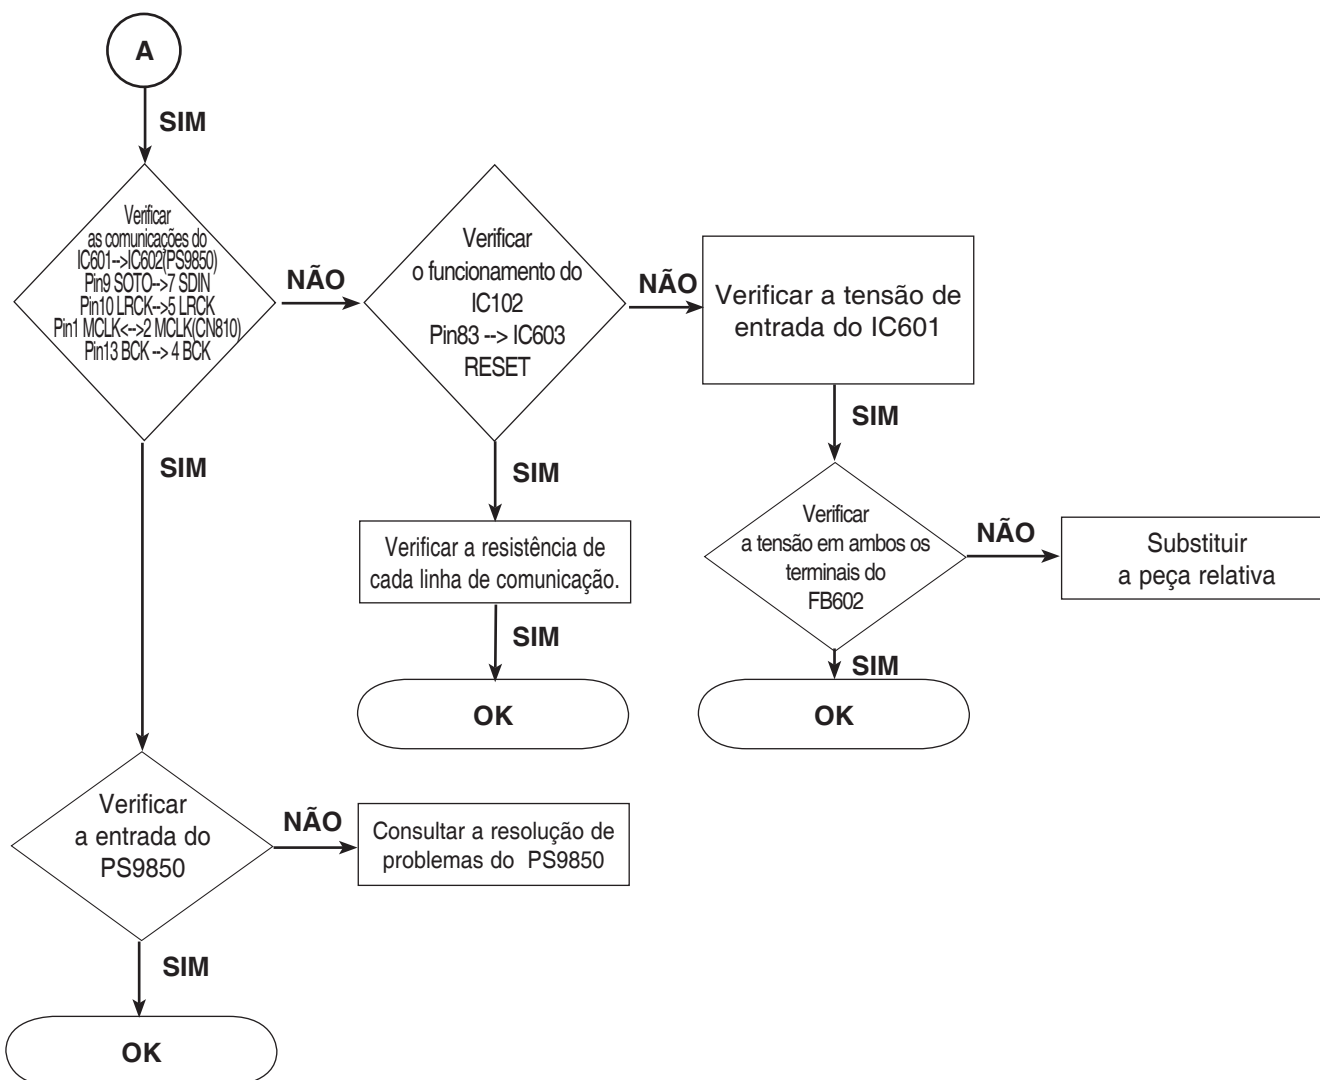 A
SIM
Verificar
as comunicações do
IC601-->IC602(PS9850)
Pin9 SOTO-->7 SDIN
Pin10 LRCK-->5 LRCK
Pin1 MCLK<-->2 MCLK(CN810)
Pin13 BCK --> 4 BCK
NÃO
Verificar
o funcionamento do
IC102
Pin83 --> IC603
RESET
NÃO
Verificar a tensão de
entrada do IC601
SIM
SIM
SIM
Verificar a resistência de
cada linha de comunicação.
SIM
OK
Verificar
a tensão em ambos os
terminais do
FB602
NÃO
Substituir
a peça relativa
SIM
OK
Verificar
a entrada do
PS9850
NÃO
Consultar a resolução de
problemas do PS9850
SIM
OK